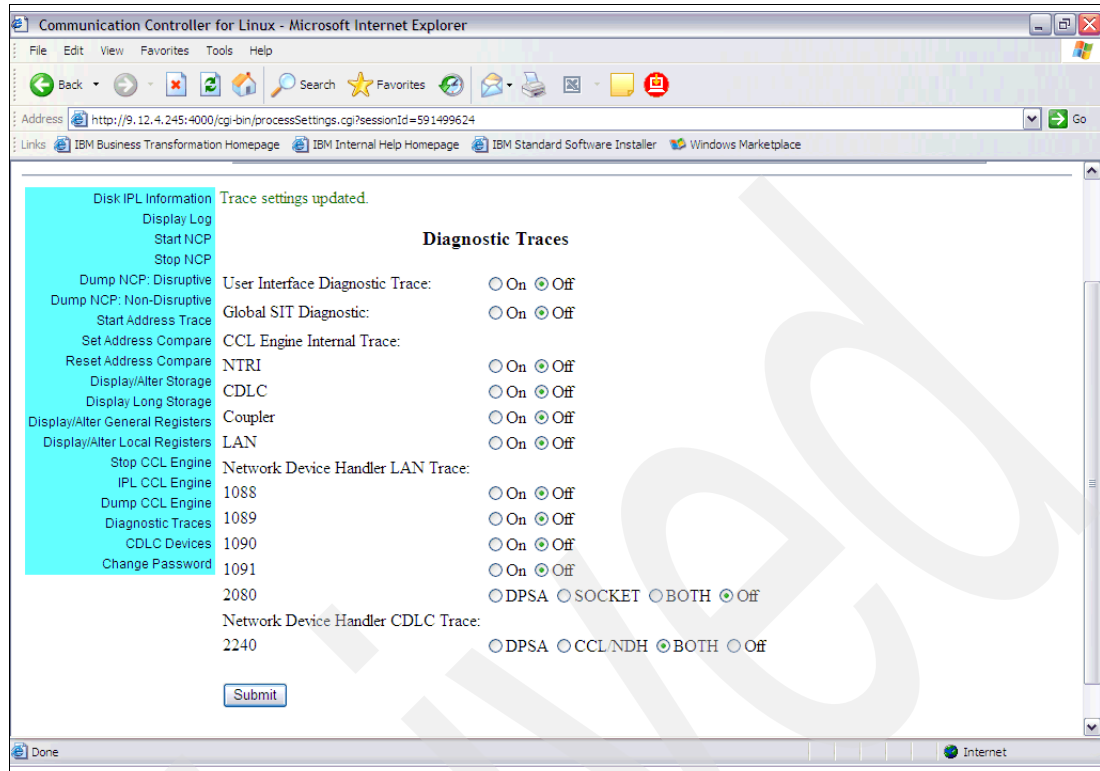 Communication Controller for Linux - Microsoft Internet Explorer
File Edit View Favorites Tools Help
Back Search Favorites
Address http://9.12.4.245:4000/cgi-bin/processSettings.cgi?sessionId=591499624 Go
Links IBM Business Transformation Homepage IBM Internal Help Homepage IBM Standard Software Installer Windows Marketplace
Disk IPL Information
Display Log
Start NCP
Stop NCP
Dump NCP: Disruptive
Dump NCP: Non-Disruptive
Start Address Trace
Set Address Compare
Reset Address Compare
Display/Alter Storage
Display Long Storage
Display/Alter General Registers
Display/Alter Local Registers
Stop CCL Engine
IPL CCL Engine
Dump CCL Engine
Diagnostic Traces
CDLC Devices
Change Password
Trace settings updated.
Diagnostic Traces
User Interface Diagnostic Trace: On Off
Global SIT Diagnostic: On Off
CCL Engine Internal Trace:
NTRI On Off
CDLC On Off
Coupler On Off
LAN On Off
Network Device Handler LAN Trace:
1088 On Off
1089 On Off
1090 On Off
1091 On Off
2080 DPSA SOCKET BOTH Off
Network Device Handler CDLC Trace:
2240 DPSA CCL/NDH BOTH Off
Submit
Done Internet